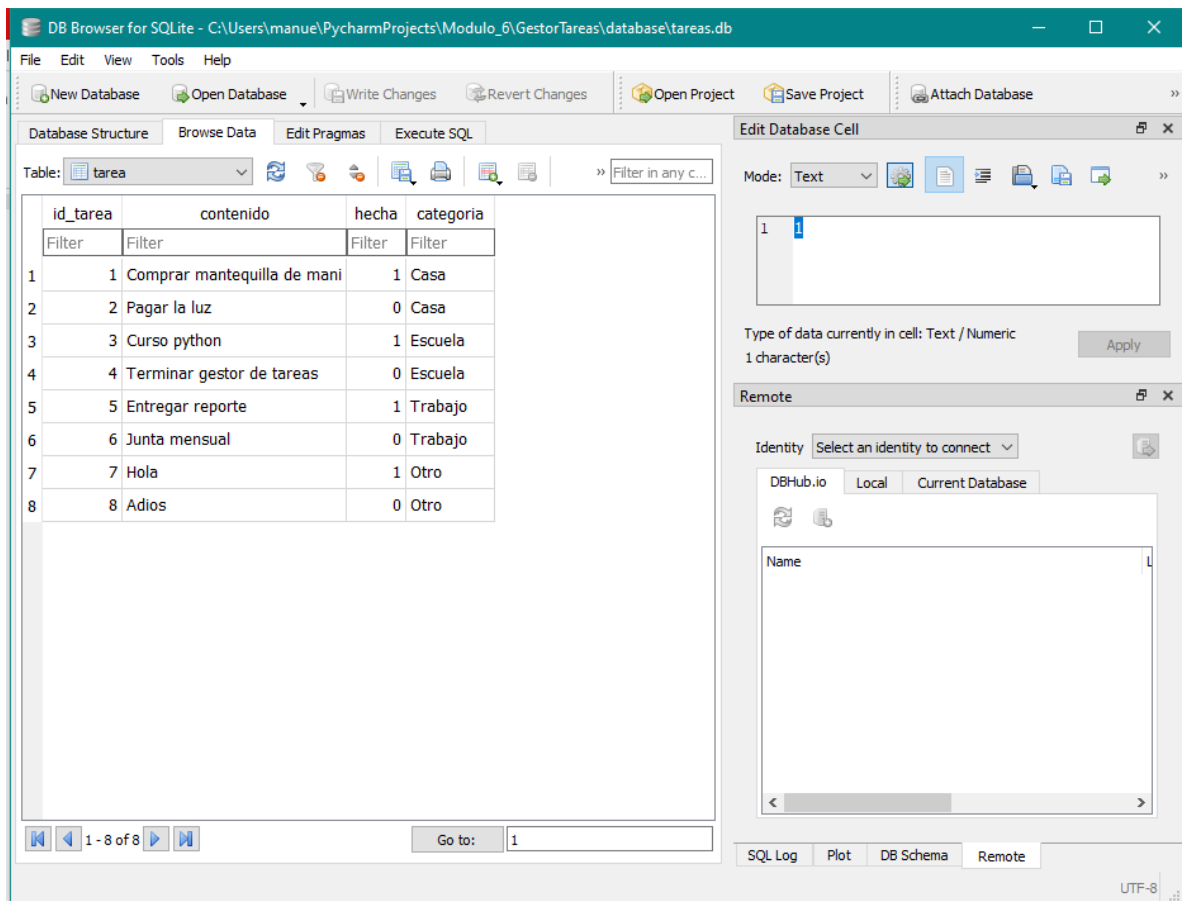 DB Browser for SQLite - C:\Users\manue\PycharmProjects\Modulo_6\GestorTareas\database\tareas.db
File Edit View Tools Help
New Database Open Database Write Changes Revert Changes Open Project Save Project Attach Database »
Database Structure Browse Data Edit Pragmas Execute SQL
Table: tarea » Filter in any c...
id_tarea contenido hecha categoria
Filter Filter Filter Filter
1 1 Comprar mantequilla de mani 1 Casa
2 2 Pagar la luz 0 Casa
3 3 Curso python 1 Escuela
4 4 Terminar gestor de tareas 0 Escuela
5 5 Entregar reporte 1 Trabajo
6 6 Junta mensual 0 Trabajo
7 7 Hola 1 Otro
8 8 Adios 0 Otro
1 - 8 of 8 Go to: 1
Edit Database Cell
Mode: Text »
1 1
Type of data currently in cell: Text / Numeric
1 character(s)
Apply
Remote
Identity Select an identity to connect
DBHub.io Local Current Database
Name L
SQL Log Plot DB Schema Remote
UTF-8